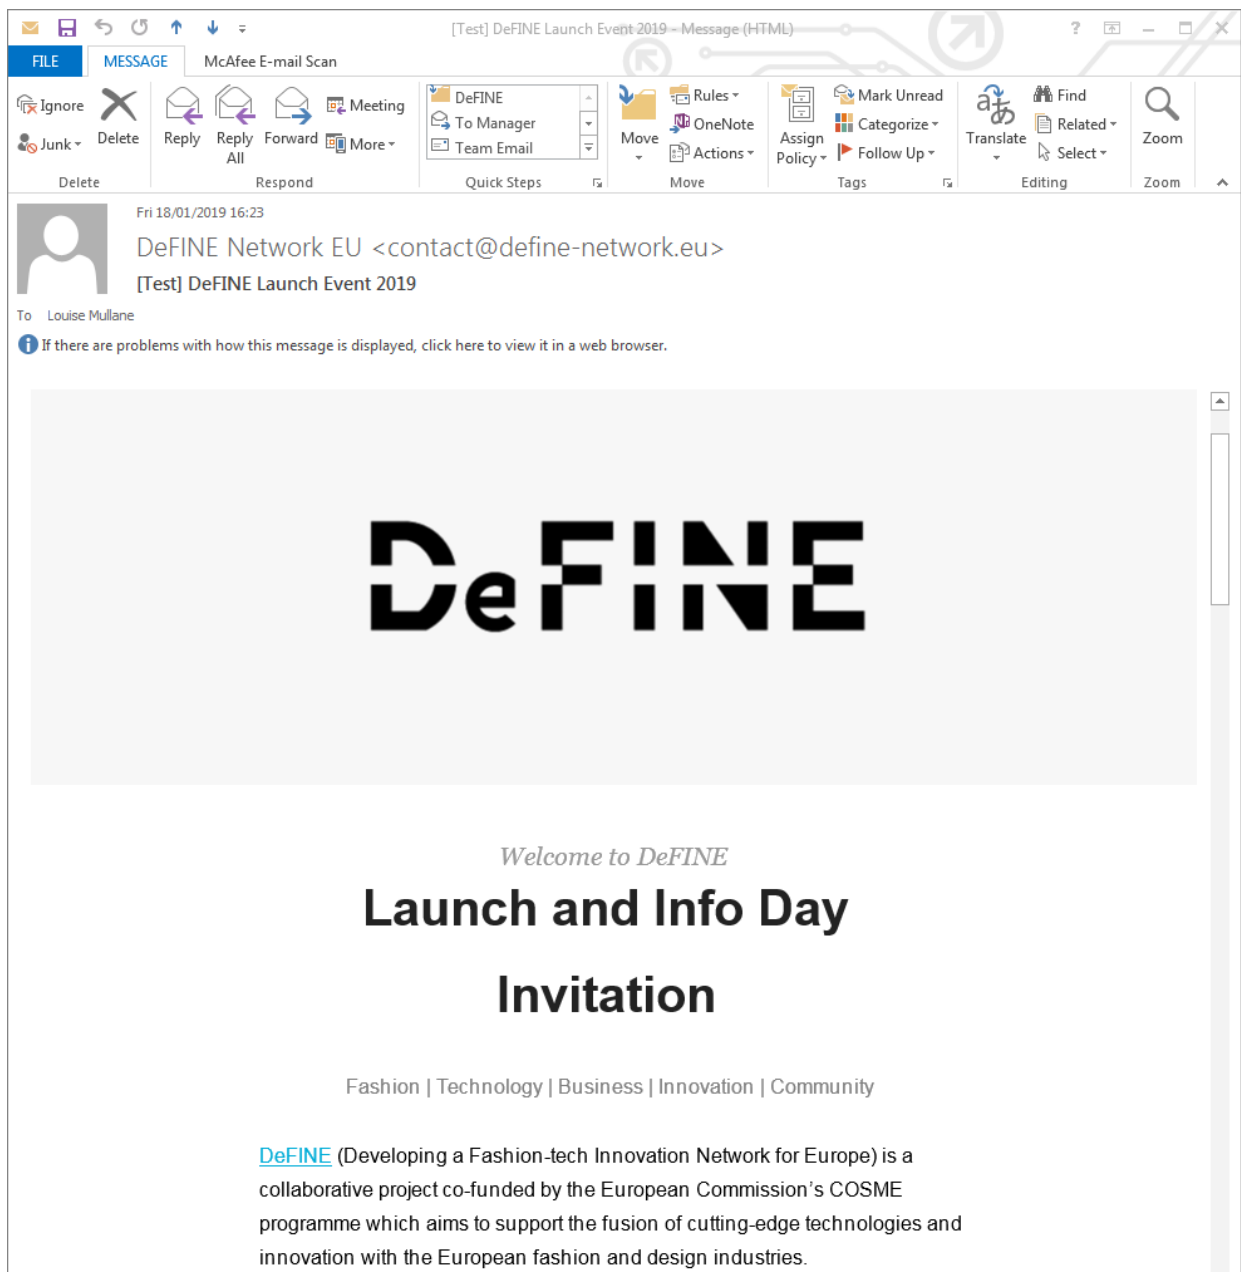 [Test] DeFINE Launch Event 2019 - Message (HTML)
FILE MESSAGE McAfee E-mail Scan
Ignore
Junk
Delete
Delete
Reply
Reply All
Forward
Meeting
More
Respond
DeFINE
To Manager
Team Email
Quick Steps
Move
Rules
OneNote
Actions
Move
Assign Policy
Mark Unread
Categorize
Follow Up
Tags
Translate
Find
Related
Select
Editing
Zoom
Zoom
Fri 18/01/2019 16:23
DeFINE Network EU <contact@define-network.eu>
[Test] DeFINE Launch Event 2019
To Louise Mullane
If there are problems with how this message is displayed, click here to view it in a web browser.
DeFINE
Welcome to DeFINE
Launch and Info Day
Invitation
Fashion | Technology | Business | Innovation | Community
DeFINE (Developing a Fashion-tech Innovation Network for Europe) is a
collaborative project co-funded by the European Commission's COSME
programme which aims to support the fusion of cutting-edge technologies and
innovation with the European fashion and design industries.